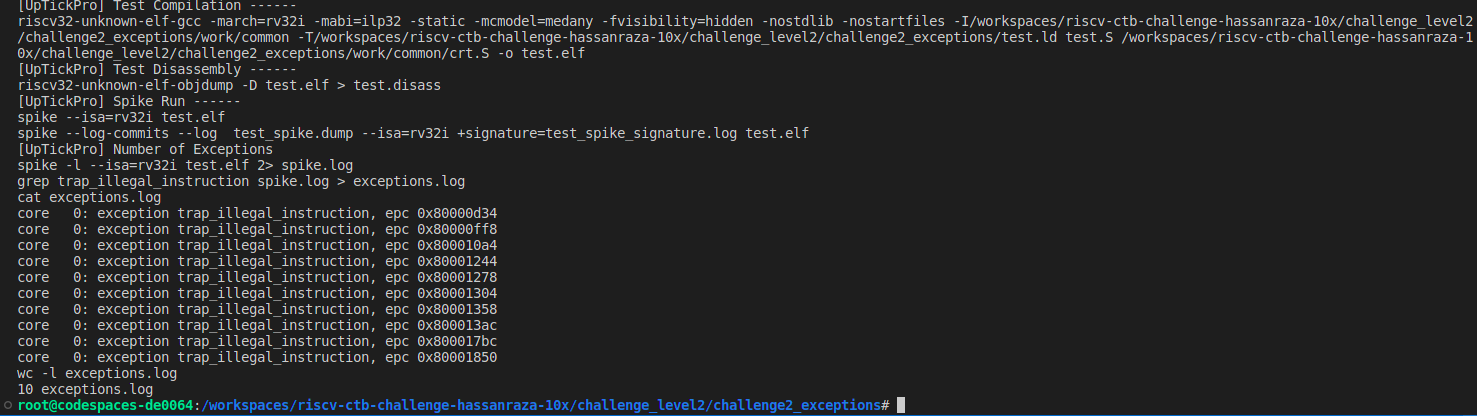 [UpTickPro] Test Compilation ------
riscv32-unknown-elf-gcc -march=rv32i -mabi=ilp32 -static -mcmodel=medany -fvisibility=hidden -nostdlib -nostartfiles -I/workspaces/riscv-ctb-challenge-hassanraza-10x/challenge_level2
/challenge2_exceptions/work/common -T/workspaces/riscv-ctb-challenge-hassanraza-10x/challenge_level2/challenge2_exceptions/test.ld test.S /workspaces/riscv-ctb-challenge-hassanraza-1
0x/challenge_level2/challenge2_exceptions/work/common/crt.S -o test.elf
[UpTickPro] Test Disassembly ------
riscv32-unknown-elf-objdump -D test.elf > test.disass
[UpTickPro] Spike Run ------
spike --isa=rv32i test.elf
spike --log-commits --log  test_spike.dump --isa=rv32i +signature=test_spike_signature.log test.elf
[UpTickPro] Number of Exceptions
spike -l --isa=rv32i test.elf 2> spike.log
grep trap_illegal_instruction spike.log > exceptions.log
cat exceptions.log
core   0: exception trap_illegal_instruction, epc 0x80000d34
core   0: exception trap_illegal_instruction, epc 0x80000ff8
core   0: exception trap_illegal_instruction, epc 0x800010a4
core   0: exception trap_illegal_instruction, epc 0x80001244
core   0: exception trap_illegal_instruction, epc 0x80001278
core   0: exception trap_illegal_instruction, epc 0x80001304
core   0: exception trap_illegal_instruction, epc 0x80001358
core   0: exception trap_illegal_instruction, epc 0x800013ac
core   0: exception trap_illegal_instruction, epc 0x800017bc
core   0: exception trap_illegal_instruction, epc 0x80001850
wc -l exceptions.log
10 exceptions.log
root@codespaces-de0064:/workspaces/riscv-ctb-challenge-hassanraza-10x/challenge_level2/challenge2_exceptions#